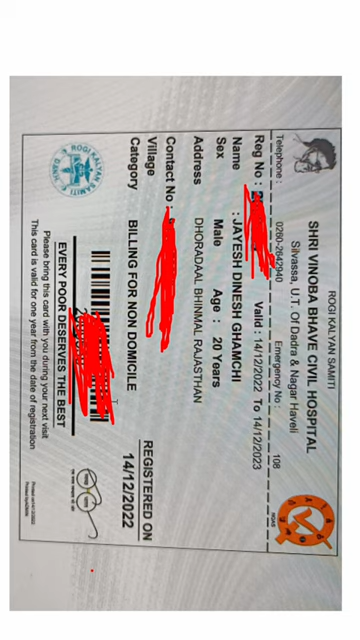 ROGI KALYAN SAMITI
SHRI VINOBA BHAVE CIVIL HOSPITAL
Silvassa, U.T. Of Dadra & Nagar Haveli
Telephone : 0260-2642940 Emergency No : 108
Reg No : Valid : 14/12/2022 To 14/12/2023
Name : JAYESH DINESH GHAMCHI
Sex Male Age : 20 Years
Address DHORADAAL BHINMAL RAJASTHAN
Contact No :
Village
Category BILLING FOR NON DOMICILE
REGISTERED ON
14/12/2022
ROGI KALYAN SAMITI
EVERY POOR DESERVES THE BEST
Please bring this card with you during your next visit
This card is valid for one year from the date of registration